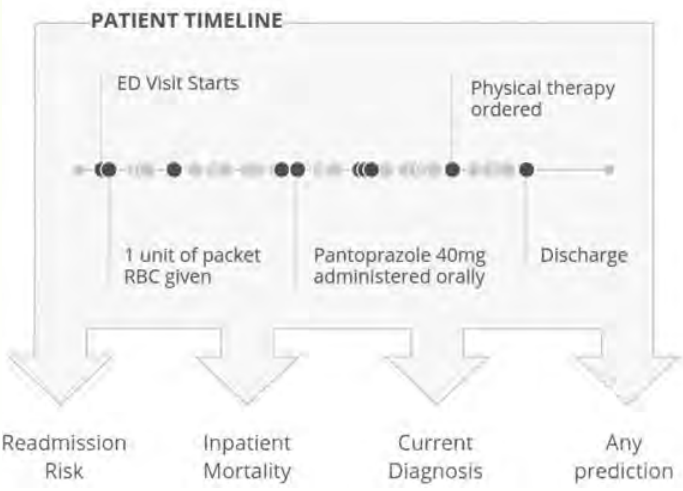 PATIENT TIMELINE
ED Visit Starts
Physical therapy
ordered
1 unit of packet
RBC given
Pantoprazole 40mg
administered orally
Discharge
Readmission
Risk
Inpatient
Mortality
Current
Diagnosis
Any
prediction